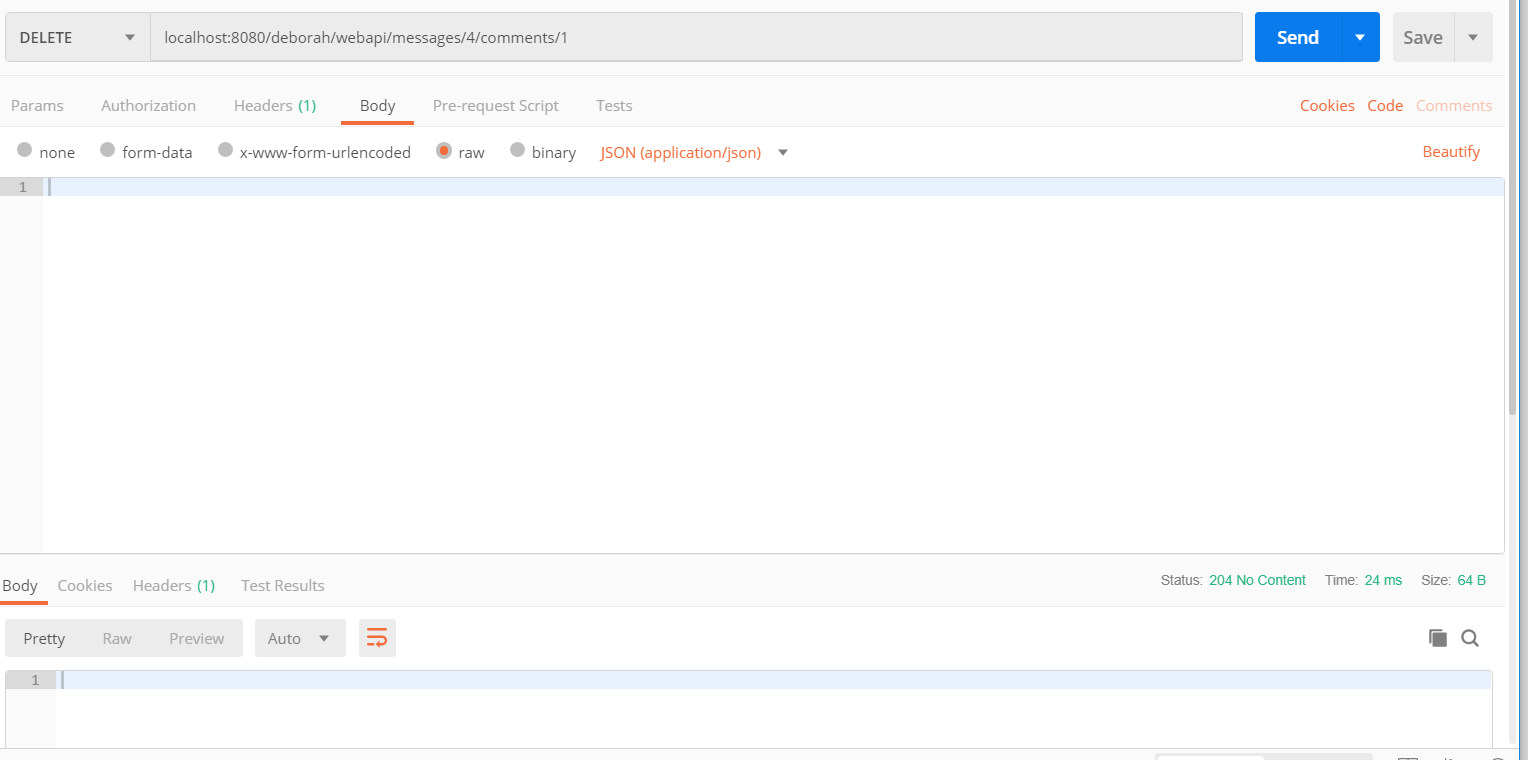 DELETE localhost:8080/deborah/webapi/messages/4/comments/1 Send Save
Params Authorization Headers (1) Body Pre-request Script Tests Cookies Code Comments
none form-data x-www-form-urlencoded raw binary JSON (application/json) Beautify
1
Body Cookies Headers (1) Test Results Status: 204 No Content Time: 24 ms Size: 64 B
Pretty Raw Preview Auto
1